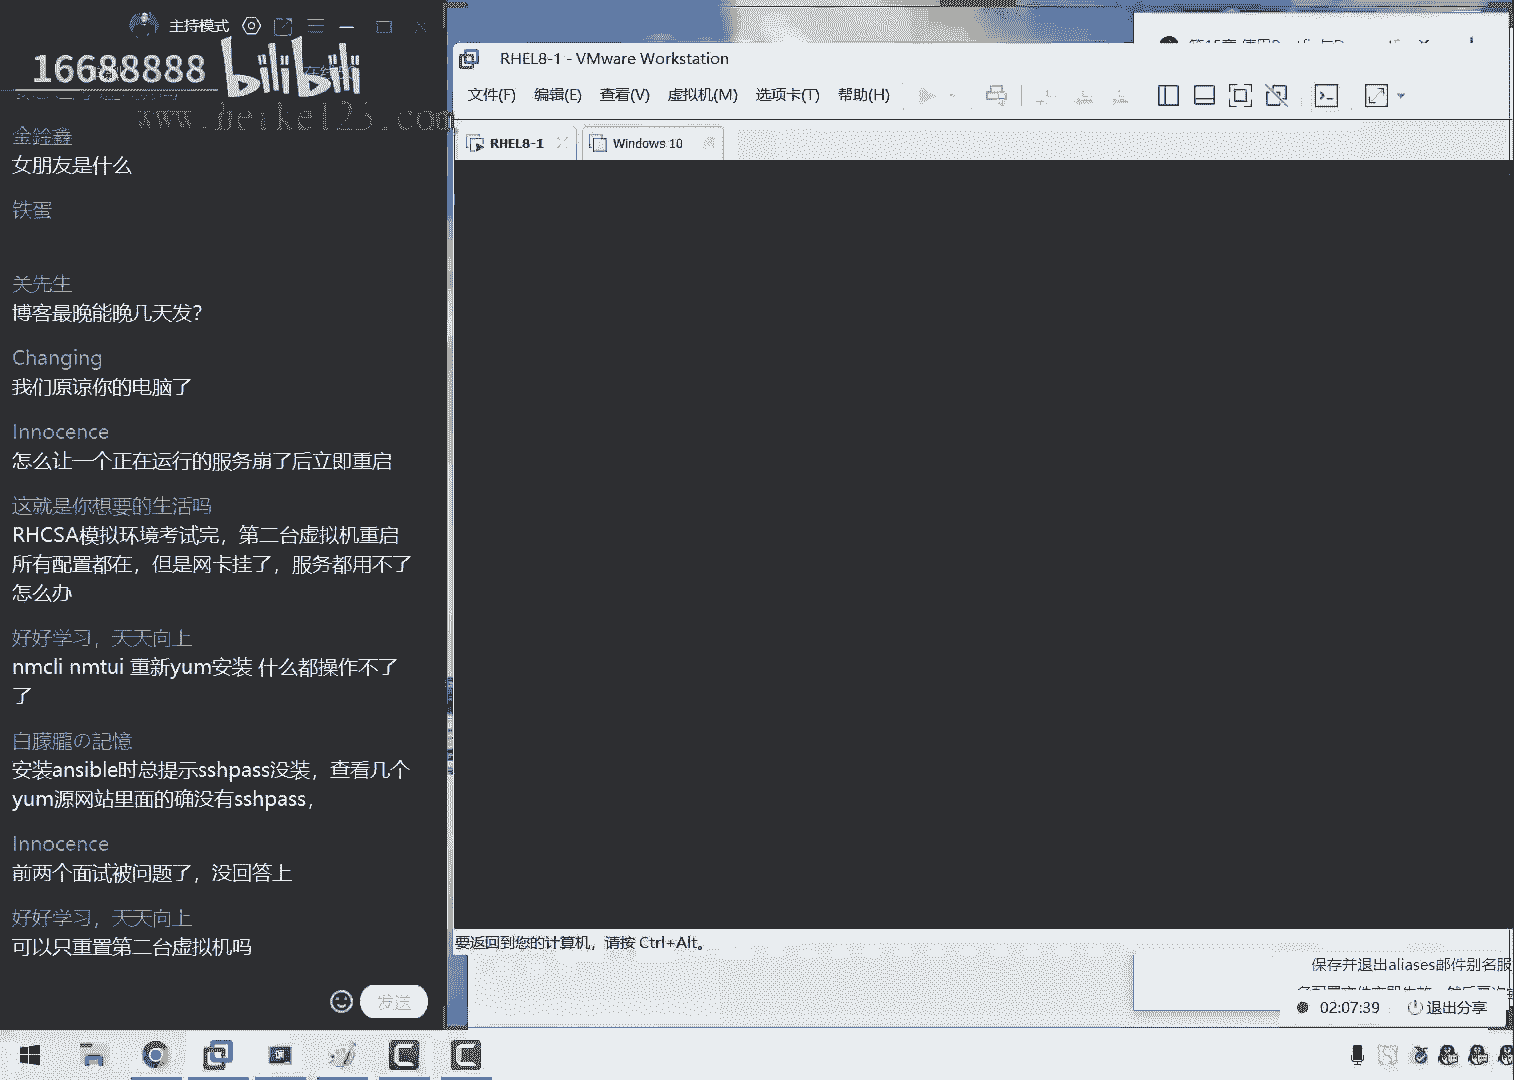 主持模式
16688888
bilibili
www.heike123.com
金銓鑫
女朋友是什么
铁蛋
关先生
博客最晚能晚几天发?
Changing
我们原谅你的电脑了
Innocence
怎么让一个正在运行的服务崩了后立即重启
这就是你想要的生活吗
RHCSA模拟环境考试完，第二台虚拟机重启
所有配置都在，但是网卡挂了，服务都用不了
怎么办
好好学习，天天向上
nmcli nmtui 重新yum安装 什么都操作不了
了
白朦朧の記憶
安装ansible时总提示sshpass没装，查看几个
yum源网站里面的确没有sshpass，
Innocence
前两个面试被问题了，没回答上
好好学习，天天向上
可以只重置第二台虚拟机吗
发送
RHEL8-1 - VMware Workstation
文件(F) 编辑(E) 查看(V) 虚拟机(M) 选项卡(T) 帮助(H)
RHEL8-1
Windows 10
要返回到您的计算机，请按 Ctrl+Alt。
保存并退出aliases邮件别名服
02:07:39
退出分享